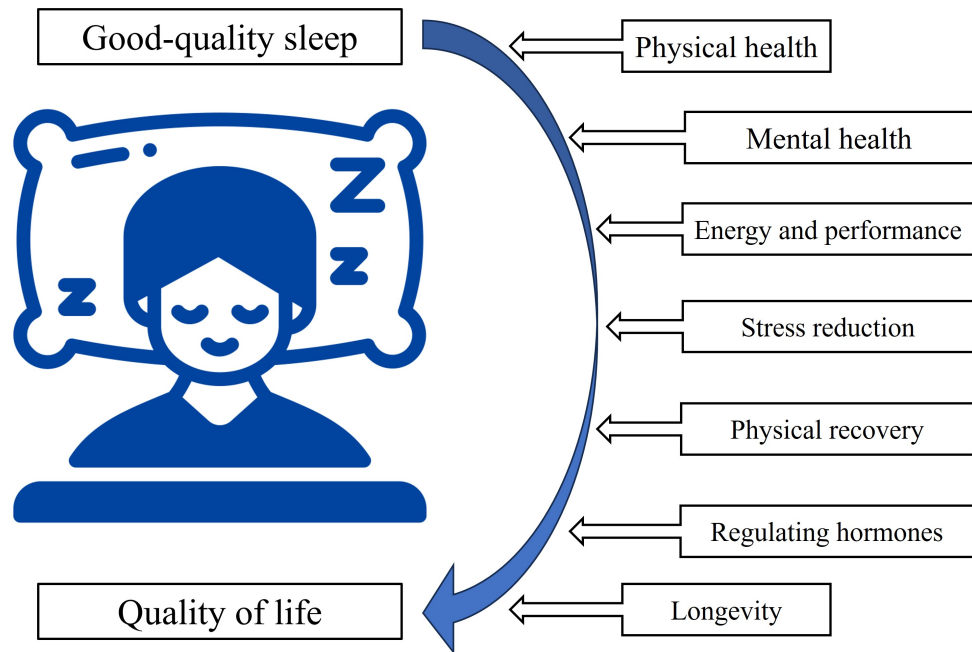 Good-quality sleep
Physical health
Mental health
Z
z
z
Energy and performance
Stress reduction
Physical recovery
Regulating hormones
Quality of life
Longevity